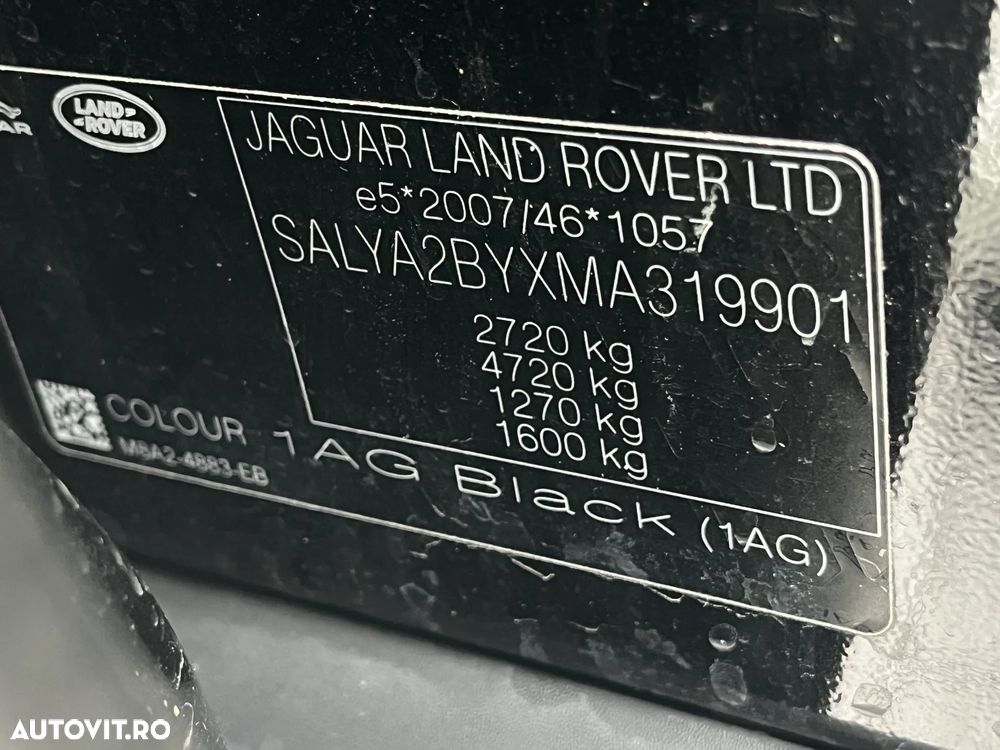 LAND
ROVER
JAGUAR LAND ROVER LTD
e5*2007/46*1057
SALYA2BYXMA319901
2720 kg
4720 kg
1270 kg
1600 kg
COLOUR 1AG Black (1AG)
M8A2-4883-EB
AUTOVIT.RO